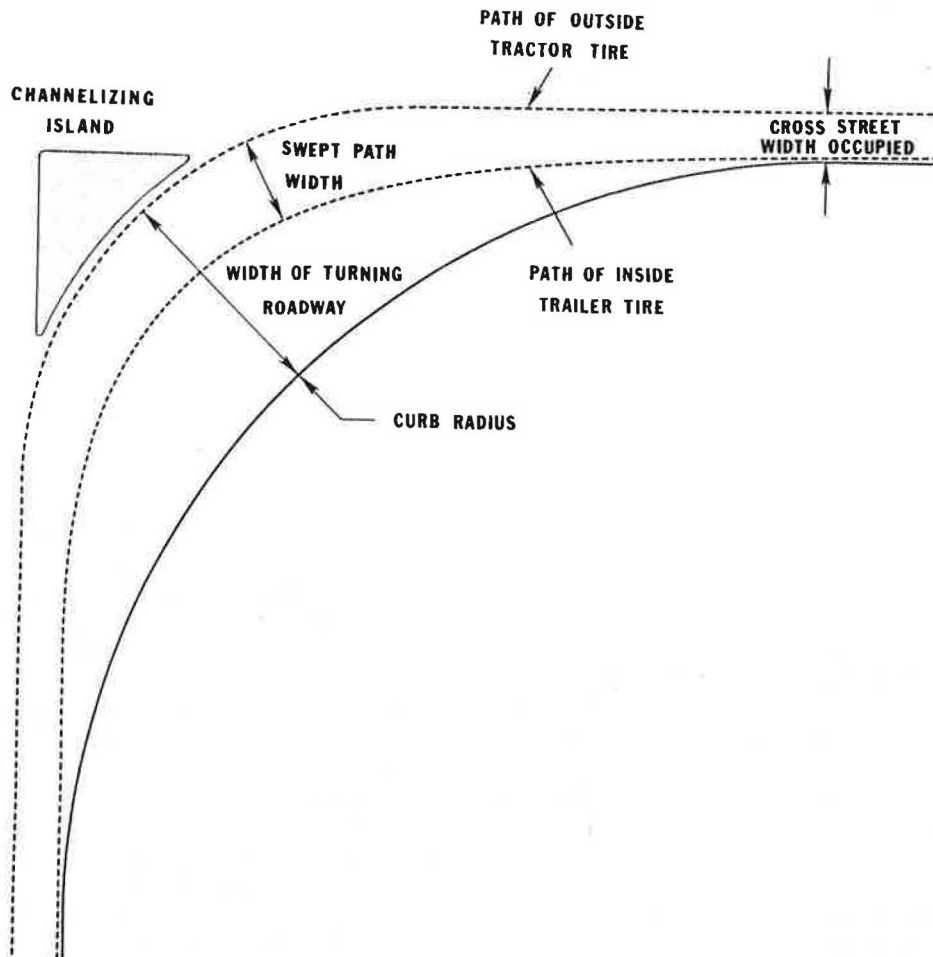 PATH OF OUTSIDE
TRACTOR TIRE
CHANNELIZING
ISLAND
CROSS STREET
WIDTH OCCUPIED
SWEPT PATH
WIDTH
WIDTH OF TURNING
ROADWAY
PATH OF INSIDE
TRAILER TIRE
CURB RADIUS